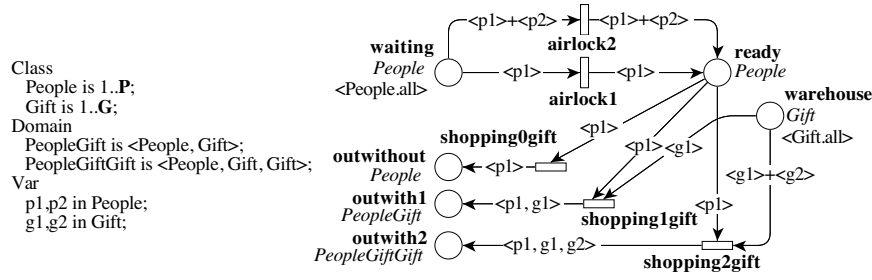 Class
People is 1..P;
Gift is 1..G;
Domain
PeopleGift is <People, Gift>;
PeopleGiftGift is <People, Gift, Gift>;
Var
p1,p2 in People;
g1,g2 in Gift;
<p1>+<p2>
<p1>+<p2>
airlock2
waiting
People
<People.all>
<p1>
<p1>
airlock1
ready
People
warehouse
Gift
<Gift.all>
shopping0gift
<p1>
outwithout
People
<p1>
<p1>
<g1>
<g1>+<g2>
outwith1
PeopleGift
<p1, g1>
shopping1gift
<p1>
outwith2
PeopleGiftGift
<p1, g1, g2>
shopping2gift